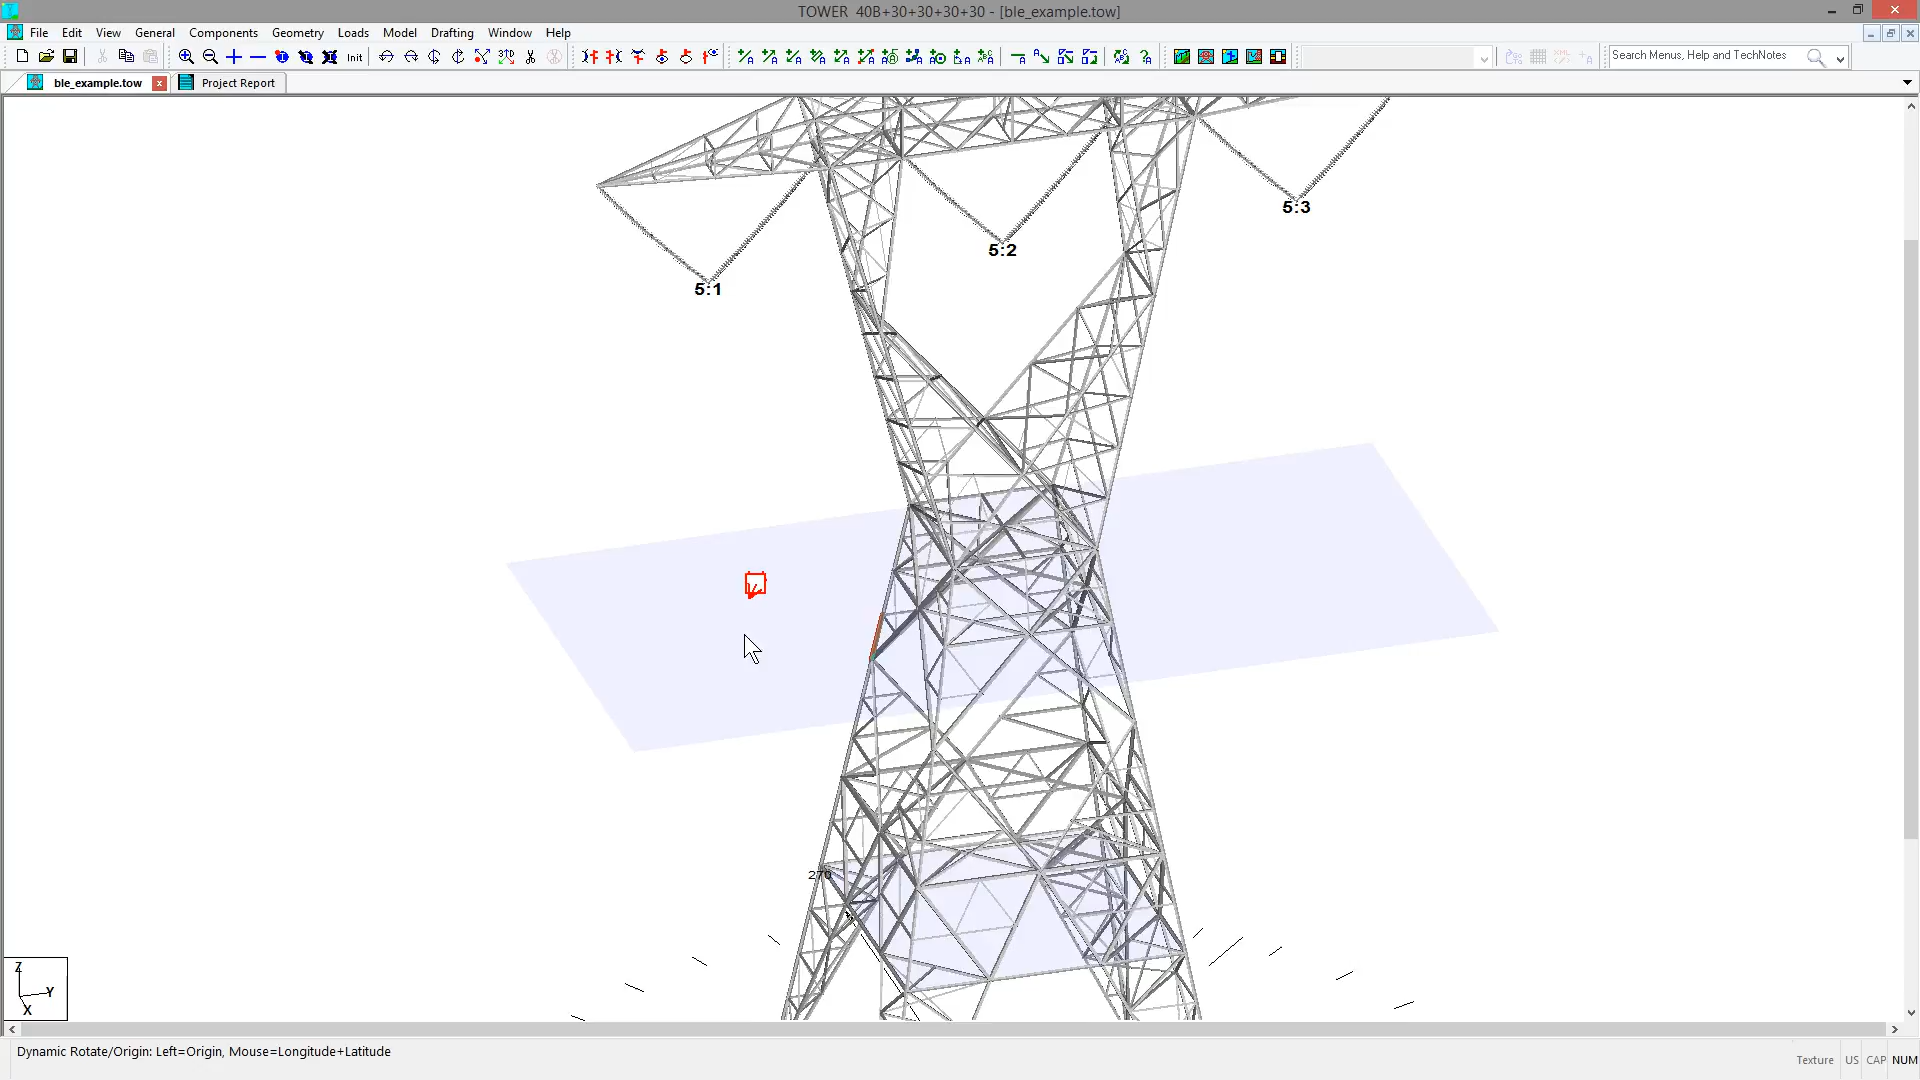 TOWER 40B+30+30+30+30 - [ble_example.tow]
File Edit View General Components Geometry Loads Model Drafting Window Help
Init 3D Search Menus, Help and TechNotes
ble_example.tow Project Report
5:3
5:2
5:1
270
Z
Y
X
Dynamic Rotate/Origin: Left=Origin, Mouse=Longitude+Latitude
Texture US CAP NUM